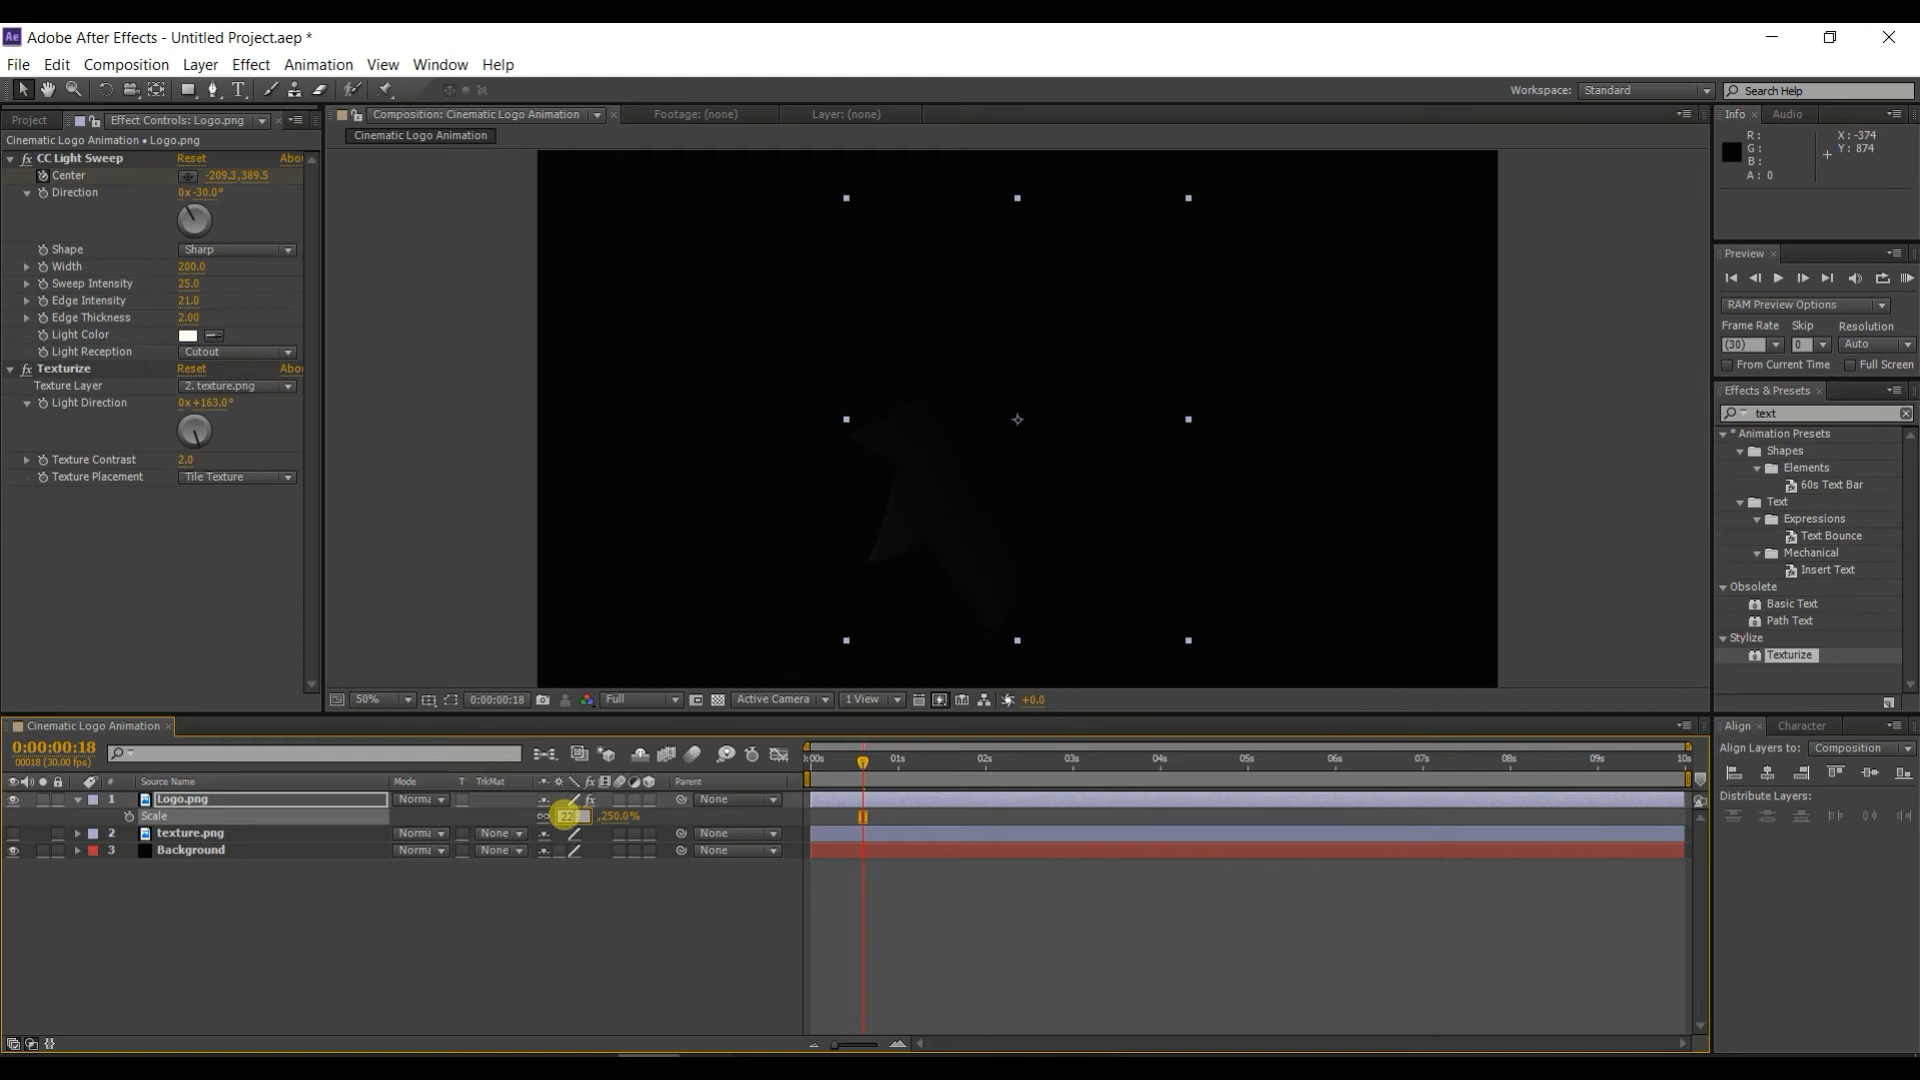 Ae Adobe After Effects - Untitled Project.aep *
File Edit Composition Layer Effect Animation View Window Help
T Workspace: Standard Search Help
Project Effect Controls: Logo.png Composition: Cinematic Logo Animation Footage: (none) Layer: (none) Info Audio
Cinematic Logo Animation • Logo.png
Cinematic Logo Animation
R: X: -374
G: Y: 874
B:
A: 0
fx CC Light Sweep Reset Abou
Center -209.3,389.5
Direction 0x-30.0°
Shape Sharp
Width 200.0
Sweep Intensity 25.0
Edge Intensity 21.0
Edge Thickness 2.00
Light Color
Light Reception Cutout
fx Texturize Reset Abou
Texture Layer 2. texture.png
Light Direction 0x+163.0°
Texture Contrast 2.0
Texture Placement Tile Texture
Preview
RAM Preview Options
Frame Rate Skip Resolution
(30) 0 Auto
From Current Time Full Screen
Effects & Presets
text
* Animation Presets
Shapes
Elements
60s Text Bar
Text
Expressions
Text Bounce
Mechanical
Insert Text
Obsolete
Basic Text
Path Text
Stylize
Texturize
50% 0:00:00:18 Full Active Camera 1 View +0.0
Cinematic Logo Animation
0:00:00:18
00018 (30.00 fps)
:00s 01s 02s 03s 04s 05s 06s 07s 08s 09s 10s
# Source Name Mode T TrkMat fx Parent
1 Logo.png Norma fx None
Scale 22 ,250.0%
2 texture.png Norma None None
3 Background Norma None None
Align Character
Align Layers to: Composition
Distribute Layers: